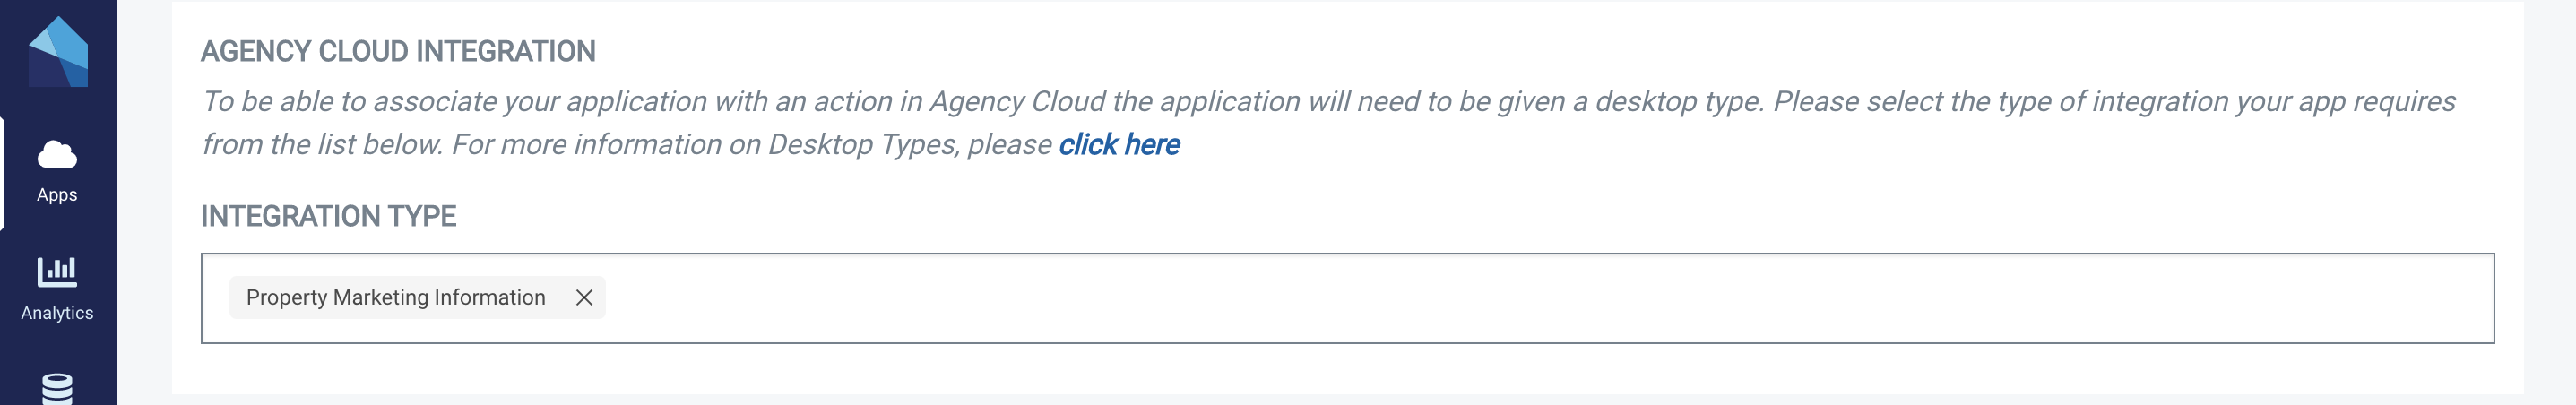 AGENCY CLOUD INTEGRATION
To be able to associate your application with an action in Agency Cloud the application will need to be given a desktop type. Please select the type of integration your app requires
from the list below. For more information on Desktop Types, please click here
Apps
INTEGRATION TYPE
Property Marketing Information
Analytics